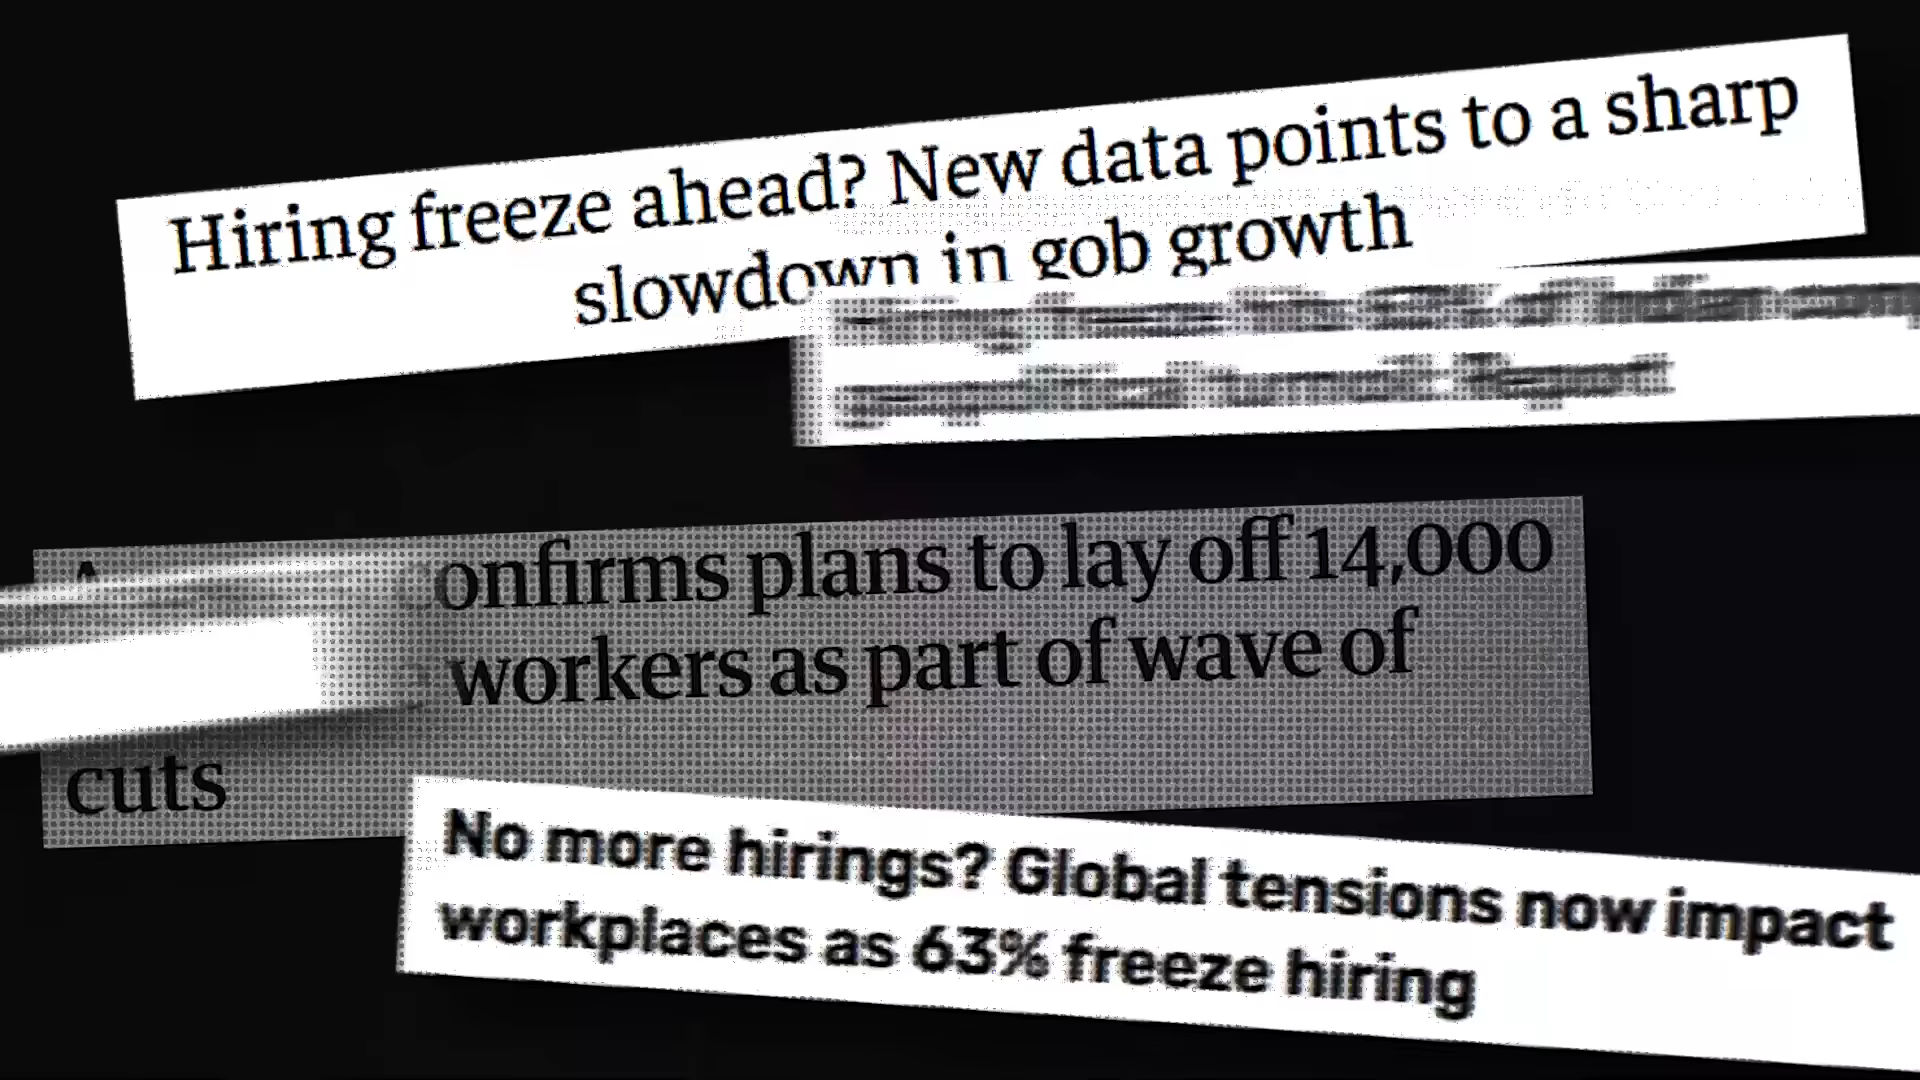 Hiring freeze ahead? New data points to a sharp
slowdown in gob growth
onfirms plans to lay off 14,000
workers as part of wave of
cuts
No more hirings? Global tensions now impact
workplaces as 63% freeze hiring